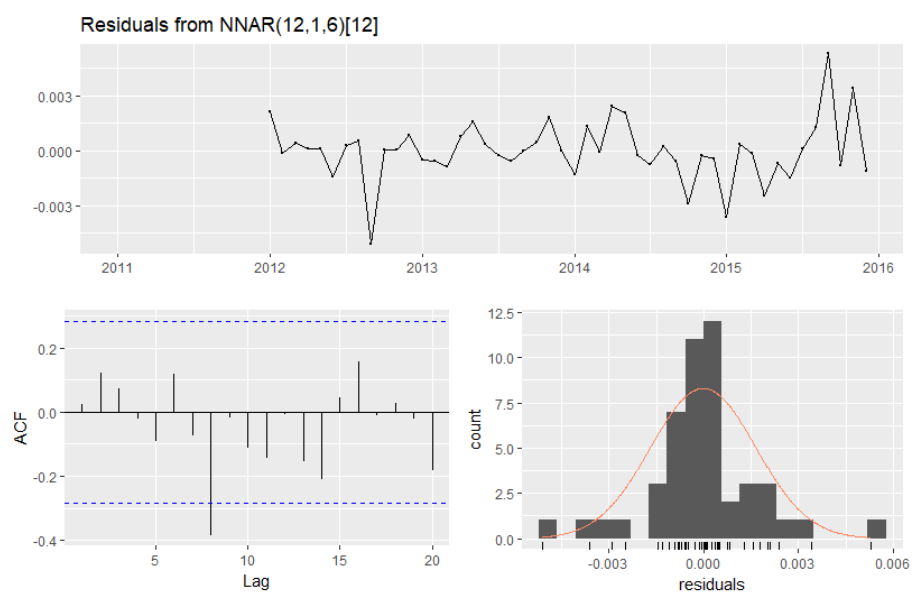 Residuals from NNAR(12,1,6)[12]
0.003
0.000
-0.003
2011 2012 2013 2014 2015 2016
0.2
0.0
-0.2
-0.4
ACF
5 10 15 20
Lag
12.5
10.0
7.5
5.0
2.5
0.0
count
-0.003 0.000 0.003 0.006
residuals